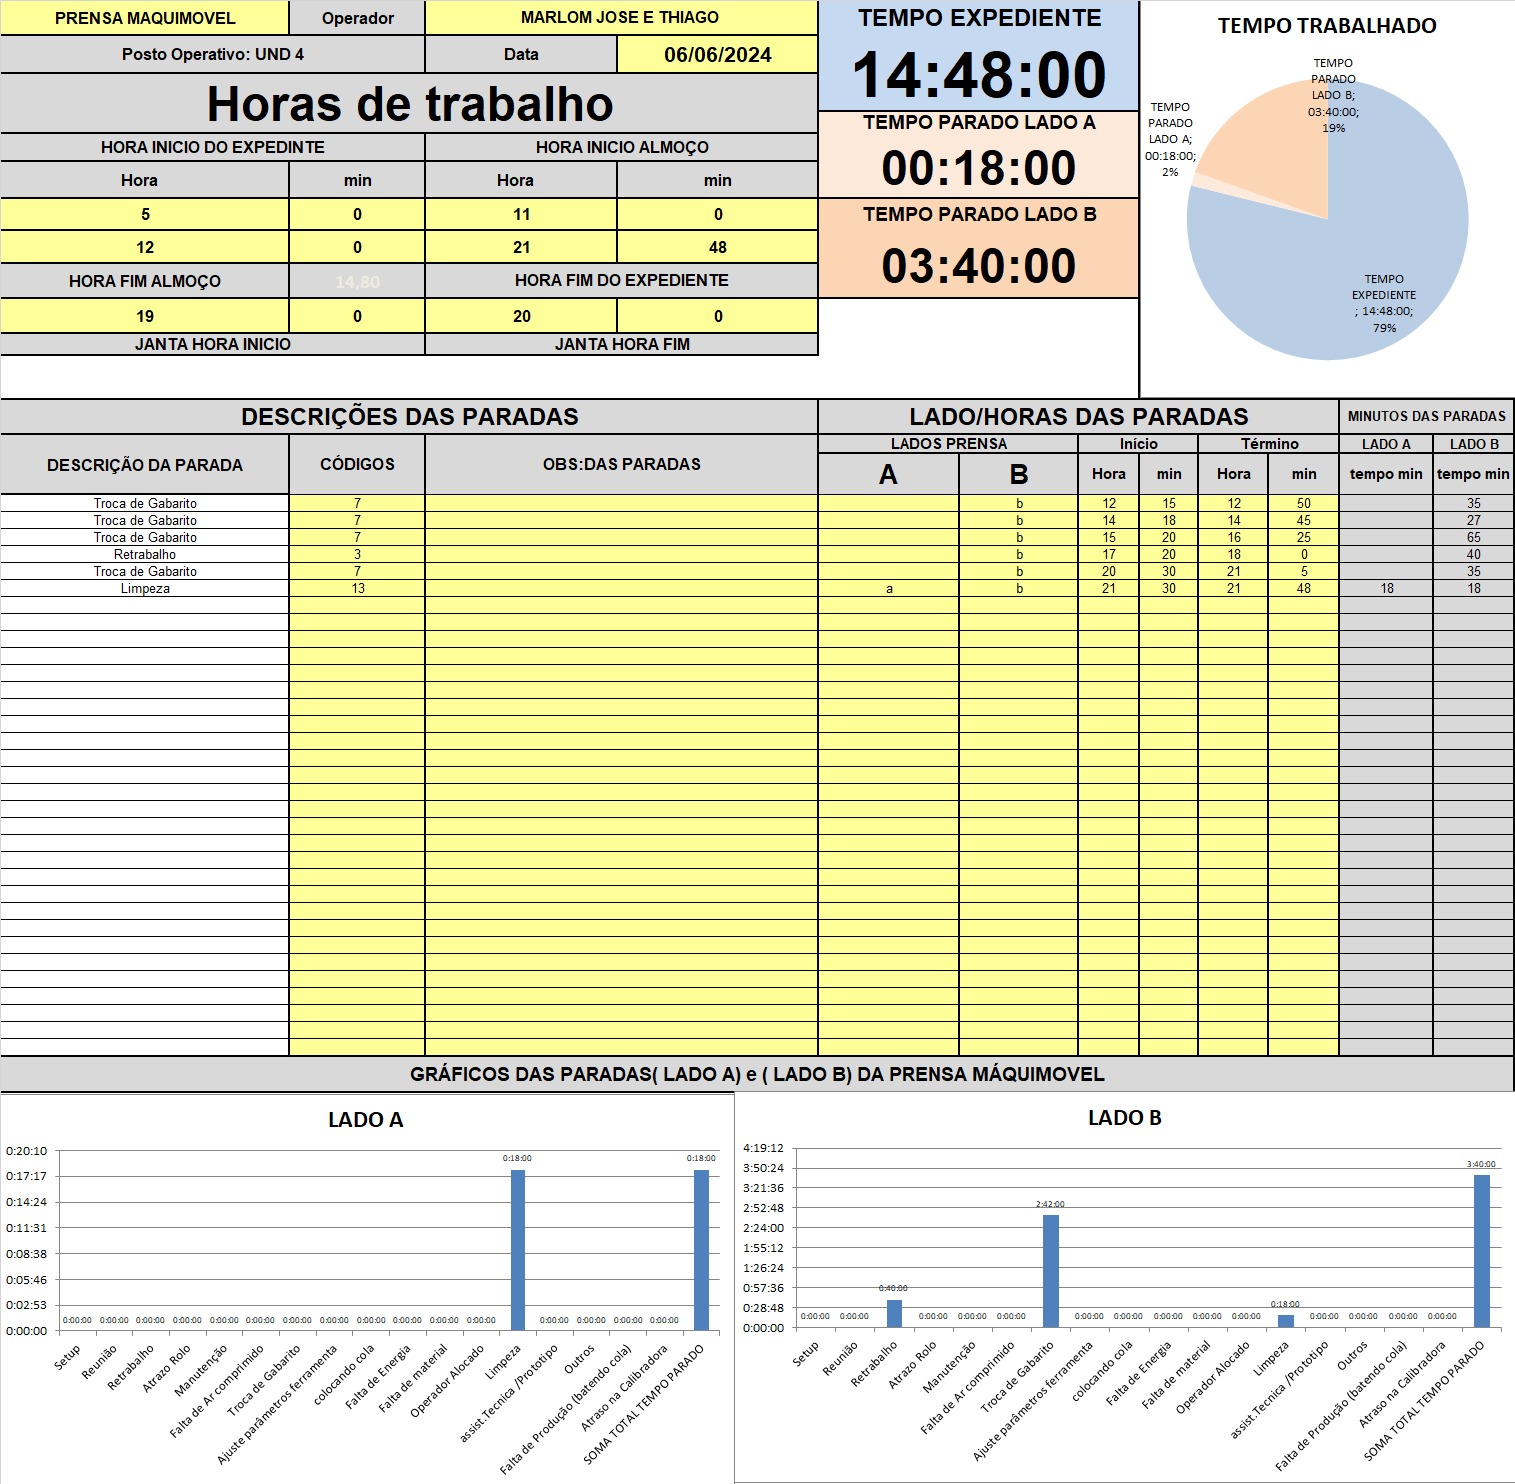 PRENSA MAQUIMOVEL Operador MARLOM JOSE E THIAGO
Posto Operativo: UND 4 Data 06/06/2024
Horas de trabalho
HORA INICIO DO EXPEDINTE HORA INICIO ALMOÇO
Hora min Hora min
5 0 11 0
12 0 21 48
HORA FIM ALMOÇO 14,80 HORA FIM DO EXPEDIENTE
19 0 20 0
JANTA HORA INICIO JANTA HORA FIM
TEMPO EXPEDIENTE
14:48:00
TEMPO PARADO LADO A
00:18:00
TEMPO PARADO LADO B
03:40:00
TEMPO TRABALHADO
TEMPO
PARADO
LADO B;
03:40:00;
19%
TEMPO
PARADO
LADO A;
00:18:00;
2%
TEMPO
EXPEDIENTE
; 14:48:00;
79%
DESCRIÇÕES DAS PARADAS LADO/HORAS DAS PARADAS MINUTOS DAS PARADAS
DESCRIÇÃO DA PARADA CÓDIGOS OBS:DAS PARADAS LADOS PRENSA Início Término LADO A LADO B
A B Hora min Hora min tempo min tempo min
Troca de Gabarito 7 b 12 15 12 50 35
Troca de Gabarito 7 b 14 18 14 45 27
Troca de Gabarito 7 b 15 20 16 25 65
Retrabalho 3 b 17 20 18 0 40
Troca de Gabarito 7 b 20 30 21 5 35
Limpeza 13 a b 21 30 21 48 18 18
GRÁFICOS DAS PARADAS( LADO A) e ( LADO B) DA PRENSA MÁQUIMOVEL
LADO A
0:20:10
0:17:17
0:14:24
0:11:31
0:08:38
0:05:46
0:02:53
0:00:00
0:00:00 0:00:00 0:00:00 0:00:00 0:00:00 0:00:00 0:00:00 0:00:00 0:00:00 0:00:00 0:00:00 0:00:00 0:18:00 0:00:00 0:00:00 0:00:00 0:00:00 0:18:00
Setup
Reunião
Retrabalho
Atrazo Rolo
Manutenção
Falta de Ar comprimido
Troca de Gabarito
Ajuste parâmetros ferramenta
colocando cola
Falta de Energia
Falta de material
Operador Alocado
Limpeza
assist.Tecnica /Prototipo
Outros
Falta de Produção (batendo cola)
Atraso na Calibradora
SOMA TOTAL TEMPO PARADO
LADO B
4:19:12
3:50:24
3:21:36
2:52:48
2:24:00
1:55:12
1:26:24
0:57:36
0:28:48
0:00:00
0:00:00 0:00:00 0:40:00 0:00:00 0:00:00 0:00:00 2:42:00 0:00:00 0:00:00 0:00:00 0:00:00 0:00:00 0:18:00 0:00:00 0:00:00 0:00:00 0:00:00 3:40:00
Setup
Reunião
Retrabalho
Atrazo Rolo
Manutenção
Falta de Ar comprimido
Troca de Gabarito
Ajuste parâmetros ferramenta
colocando cola
Falta de Energia
Falta de material
Operador Alocado
Limpeza
assist.Tecnica /Prototipo
Outros
Falta de Produção (batendo cola)
Atraso na Calibradora
SOMA TOTAL TEMPO PARADO